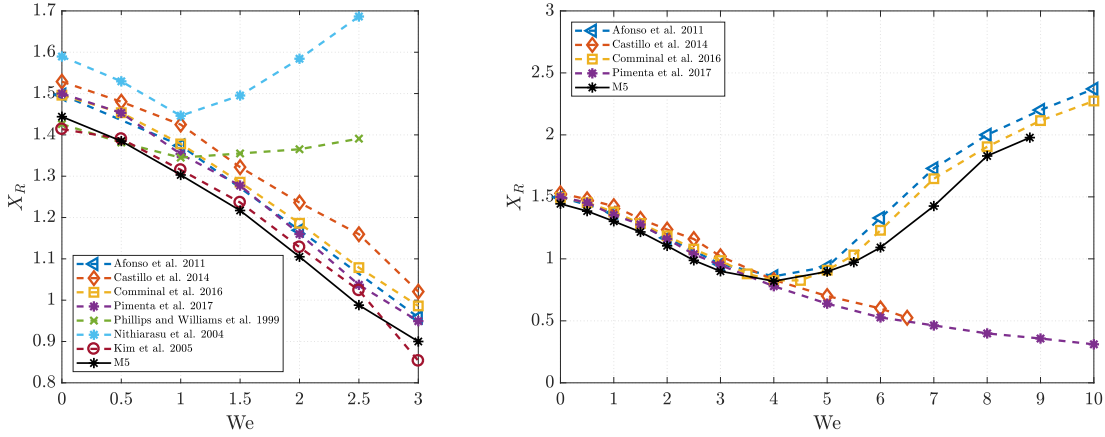 1.7
1.6
1.5
1.4
1.3
1.2
1.1
1
0.9
0.8
X_R
Afonso et al. 2011
Castillo et al. 2014
Comminal et al. 2016
Pimenta et al. 2017
Phillips and Williams et al. 1999
Nithiarasu et al. 2004
Kim et al. 2005
M5
0 0.5 1 1.5 2 2.5 3
We
3
2.5
2
1.5
1
0.5
0
X_R
Afonso et al. 2011
Castillo et al. 2014
Comminal et al. 2016
Pimenta et al. 2017
M5
0 1 2 3 4 5 6 7 8 9 10
We